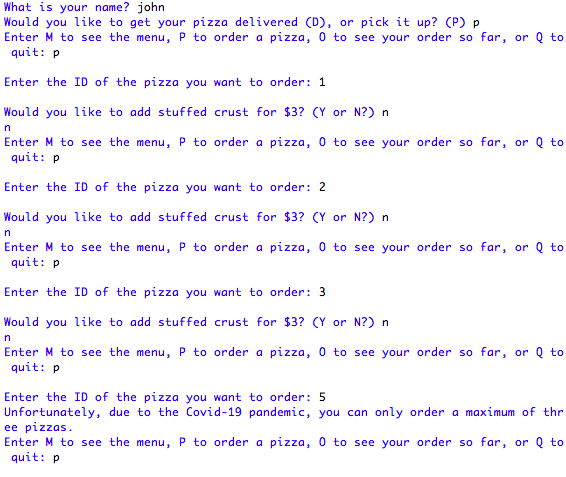 What is your name? john
Would you like to get your pizza delivered (D), or pick it up? (P) p
Enter M to see the menu, P to order a pizza, O to see your order so far, or Q to
 quit: p

Enter the ID of the pizza you want to order: 1

Would you like to add stuffed crust for $3? (Y or N?) n
n
Enter M to see the menu, P to order a pizza, O to see your order so far, or Q to
 quit: p

Enter the ID of the pizza you want to order: 2

Would you like to add stuffed crust for $3? (Y or N?) n
n
Enter M to see the menu, P to order a pizza, O to see your order so far, or Q to
 quit: p

Enter the ID of the pizza you want to order: 3

Would you like to add stuffed crust for $3? (Y or N?) n
n
Enter M to see the menu, P to order a pizza, O to see your order so far, or Q to
 quit: p

Enter the ID of the pizza you want to order: 5
Unfortunately, due to the Covid-19 pandemic, you can only order a maximum of thr
ee pizzas.
Enter M to see the menu, P to order a pizza, O to see your order so far, or Q to
 quit: p